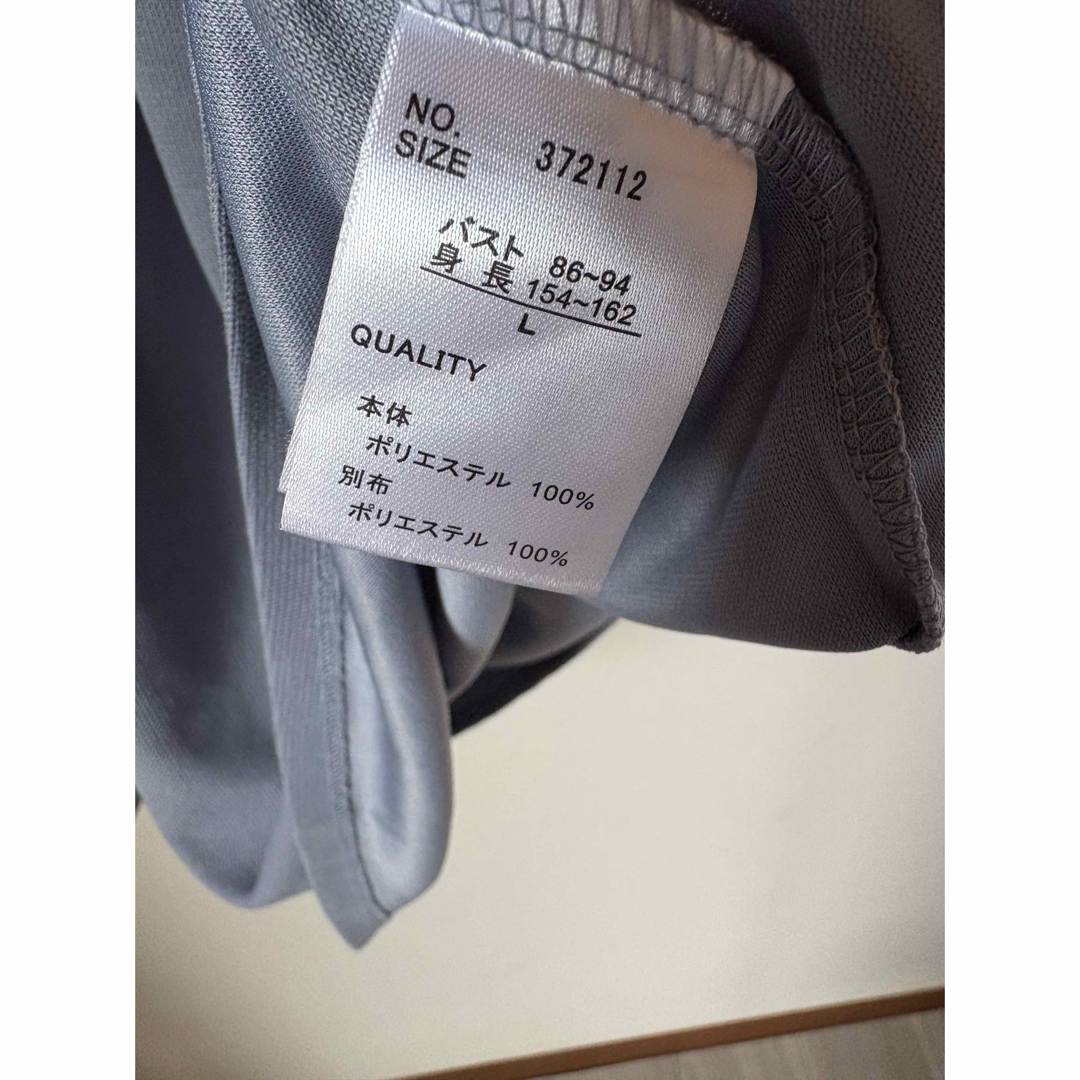 NO. 372112
SIZE
バスト 86~94
身長 154~162
L
QUALITY
本体
ポリエステル 100%
別布
ポリエステル 100%